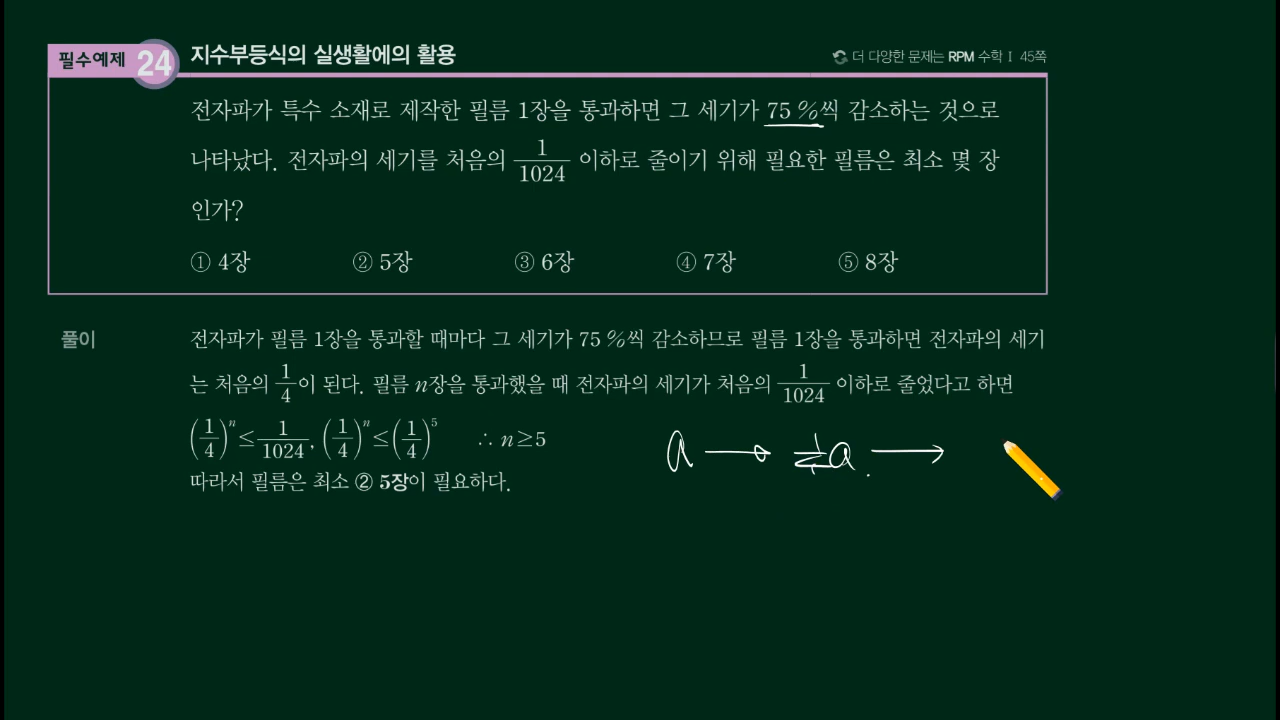 필수예제 24 지수부등식의 실생활에의 활용 더 다양한 문제는 RPM 수학 I 45쪽
전자파가 특수 소재로 제작한 필름 1장을 통과하면 그 세기가 75 %씩 감소하는 것으로
나타났다. 전자파의 세기를 처음의 1/1024 이하로 줄이기 위해 필요한 필름은 최소 몇 장
인가?
① 4장 ② 5장 ③ 6장 ④ 7장 ⑤ 8장
풀이 전자파가 필름 1장을 통과할 때마다 그 세기가 75 %씩 감소하므로 필름 1장을 통과하면 전자파의 세기
는 처음의 1/4이 된다. 필름 n장을 통과했을 때 전자파의 세기가 처음의 1/1024 이하로 줄었다고 하면
(1/4)^n ≤ 1/1024, (1/4)^n ≤ (1/4)^5 ∴ n≥5
a → 1/4 a →
따라서 필름은 최소 ② 5장이 필요하다.